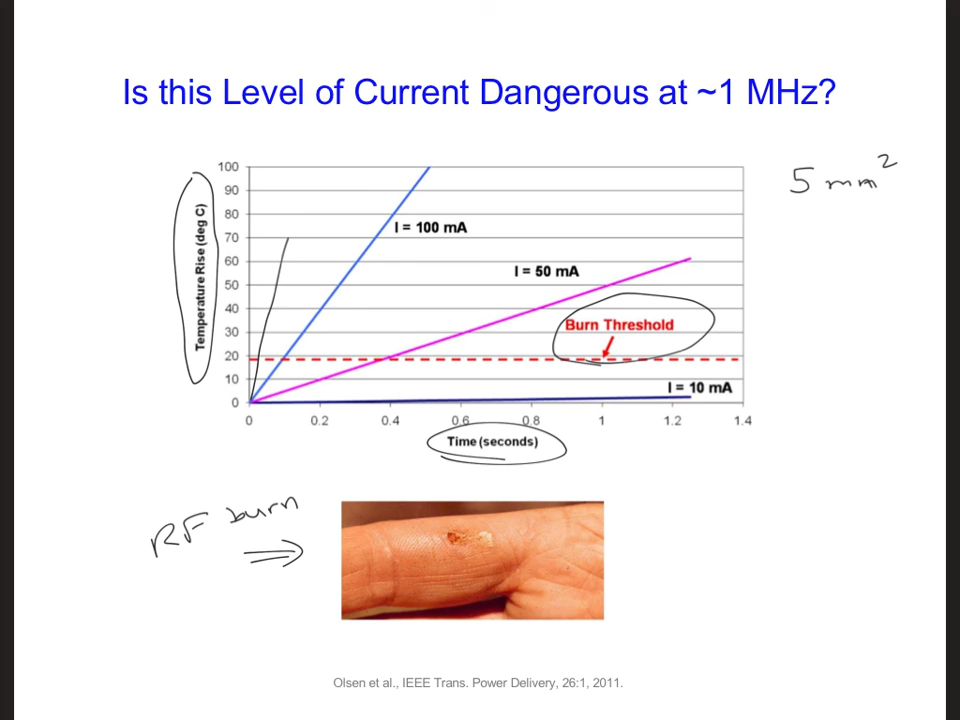 Is this Level of Current Dangerous at ~1 MHz?
5 mm²
Temperature Rise (deg C)
100
90
80
70
60
50
40
30
20
10
0
I = 100 mA
I = 50 mA
Burn Threshold
I = 10 mA
0 0.2 0.4 0.6 0.8 1 1.2 1.4
Time (seconds)
RF burn
Olsen et al., IEEE Trans. Power Delivery, 26:1, 2011.